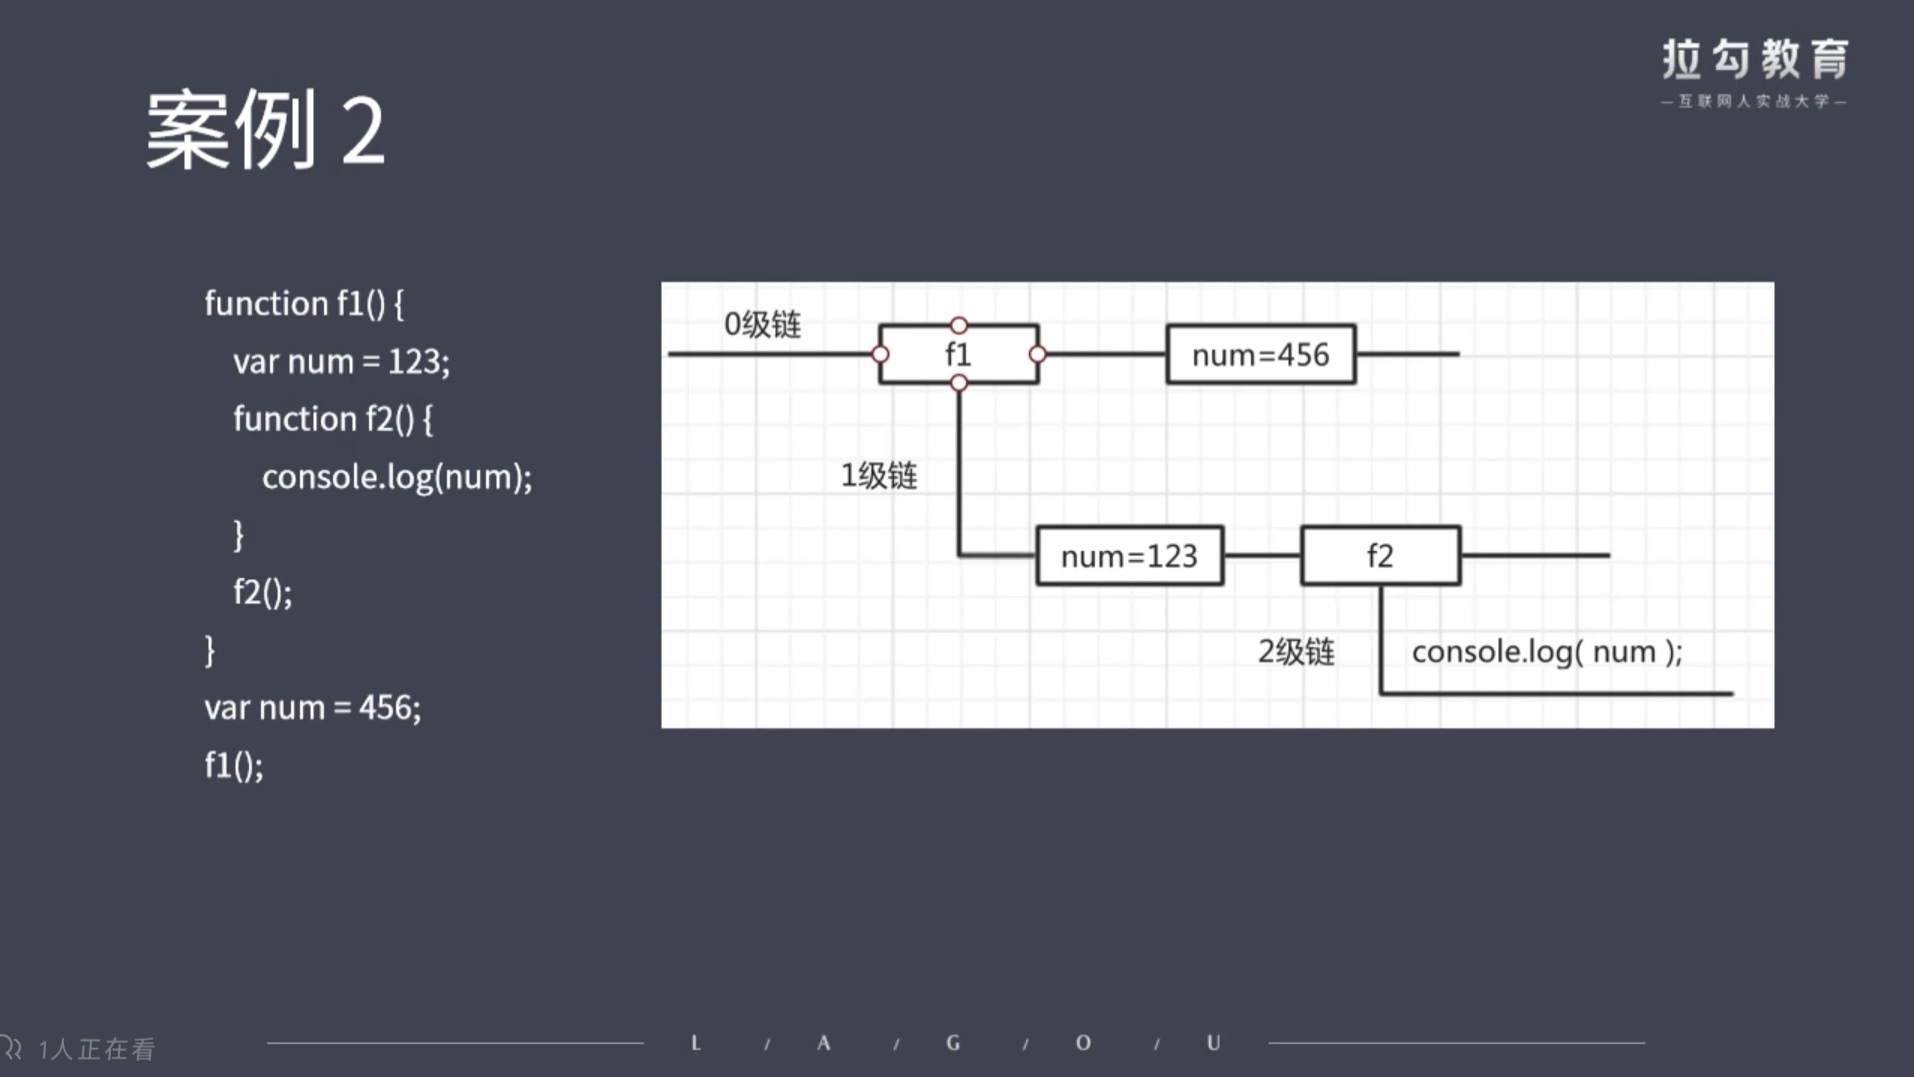 拉勾教育
—互联网人实战大学—
案例 2
function f1() {
var num = 123;
function f2() {
console.log(num);
}
f2();
}
var num = 456;
f1();
0级链
f1
num=456
1级链
num=123
f2
2级链
console.log( num );
1人正在看
L / A / G / O / U